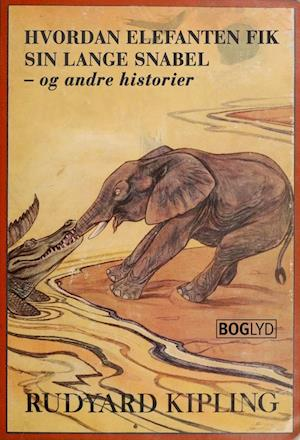 HVORDAN ELEFANTEN FIK
SIN LANGE SNABEL
– og andre historier
BOGLYD
RUDYARD KIPLING